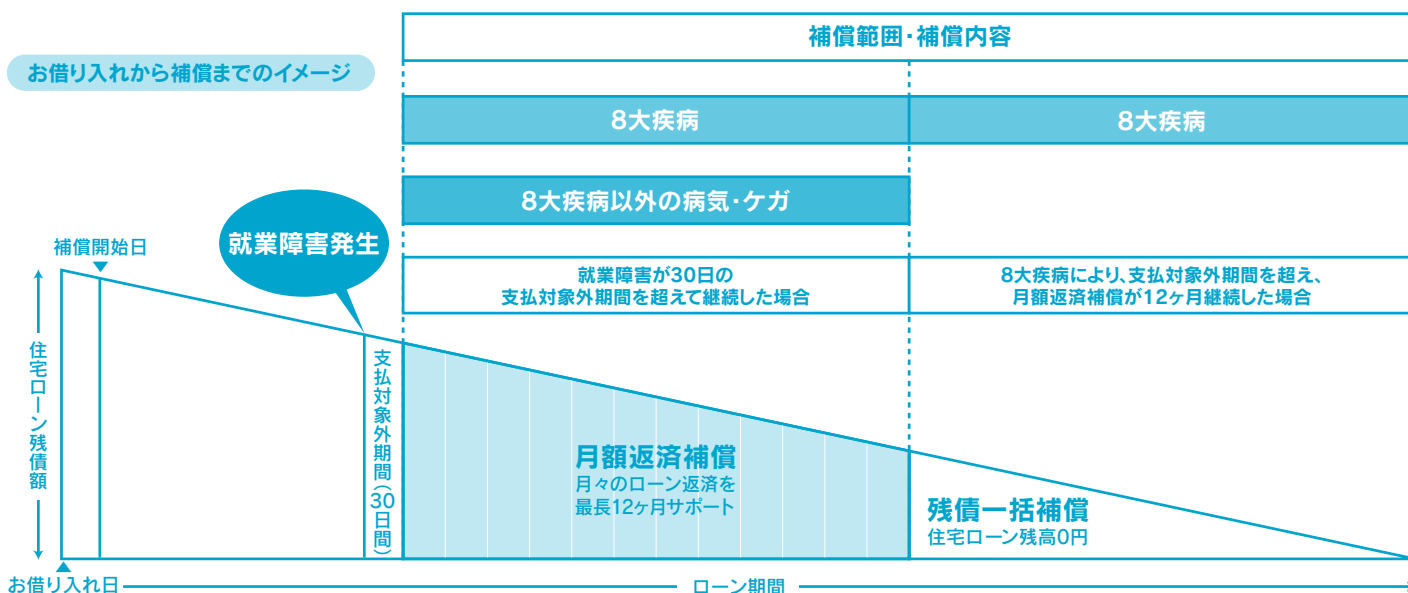 補償範囲・補償内容
お借り入れから補償までのイメージ
8大疾病
8大疾病
8大疾病以外の病気・ケガ
就業障害発生
補償開始日
就業障害が30日の
支払対象外期間を超えて継続した場合
8大疾病により、支払対象外期間を超え、
月額返済補償が12ヶ月継続した場合
住宅ローン残債額
支払対象外期間(30日間)
月額返済補償
月々のローン返済を
最長12ヶ月サポート
残債一括補償
住宅ローン残高0円
お借り入れ日
ローン期間